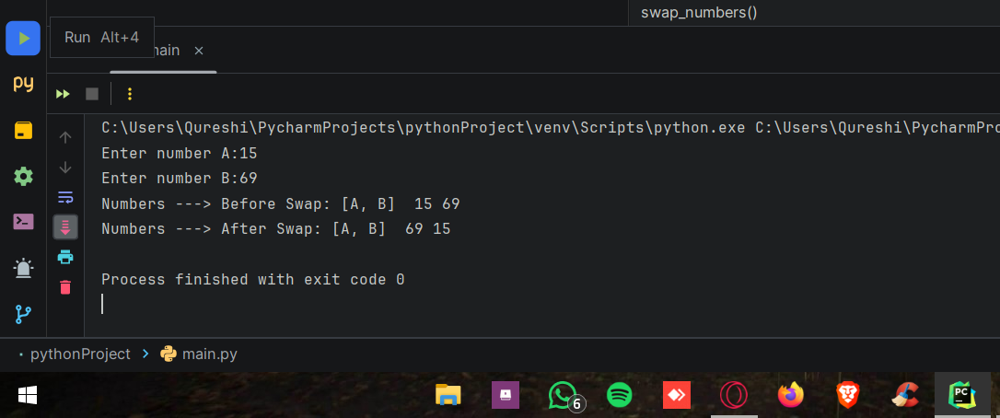 swap_numbers()
Run Alt+4
main ×
py
C:\Users\Qureshi\PycharmProjects\pythonProject\venv\Scripts\python.exe C:\Users\Qureshi\PycharmPro
Enter number A:15
Enter number B:69
Numbers ---> Before Swap: [A, B]  15 69
Numbers ---> After Swap: [A, B]  69 15
Process finished with exit code 0
pythonProject > main.py
6
PC